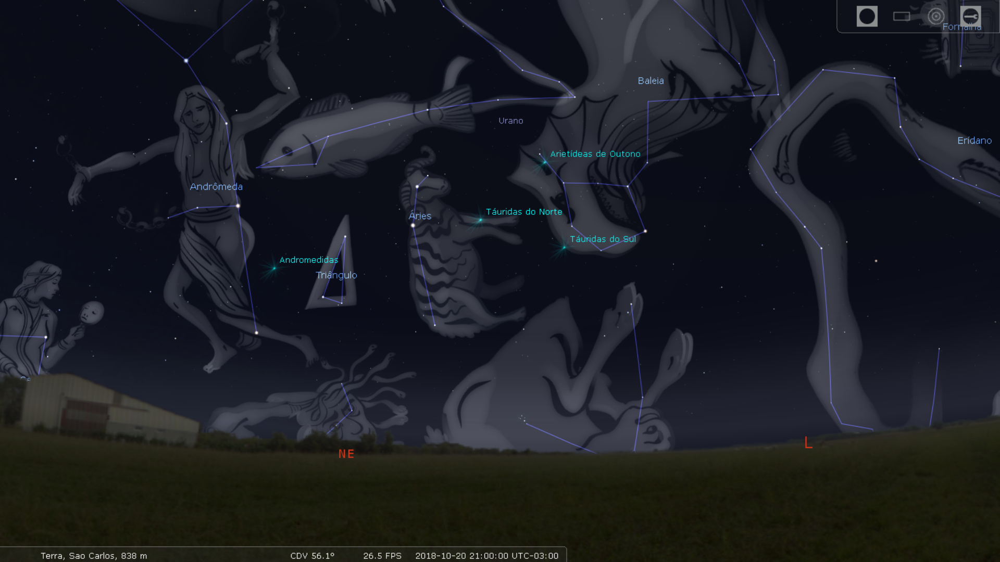 Fornalha
Baleia
Urano
Erídano
Arietídeas de Outono
Andrômeda
Táuridas do Norte
Áries
Táuridas do Sul
Andromedidas
Triângulo
NE
L
Terra, Sao Carlos, 838 m CDV 56.1° 26.5 FPS 2018-10-20 21:00:00 UTC-03:00